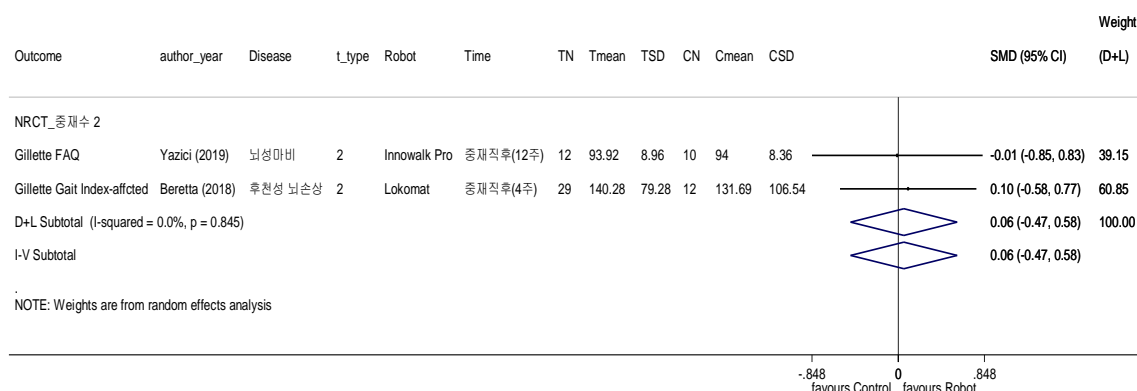 Weight
Outcome author_year Disease t_type Robot Time TN Tmean TSD CN Cmean CSD SMD (95% CI) (D+L)
NRCT_중재수 2
Gillette FAQ Yazici (2019) 뇌성마비 2 Innowalk Pro 중재직후(12주) 12 93.92 8.96 10 94 8.36 -0.01 (-0.85, 0.83) 39.15
Gillette Gait Index-affcted Beretta (2018) 후천성 뇌손상 2 Lokomat 중재직후(4주) 29 140.28 79.28 12 131.69 106.54 0.10 (-0.58, 0.77) 60.85
D+L Subtotal (I-squared = 0.0%, p = 0.845) 0.06 (-0.47, 0.58) 100.00
I-V Subtotal 0.06 (-0.47, 0.58)
.
NOTE: Weights are from random effects analysis
-.848 0 .848
favours Control favours Robot